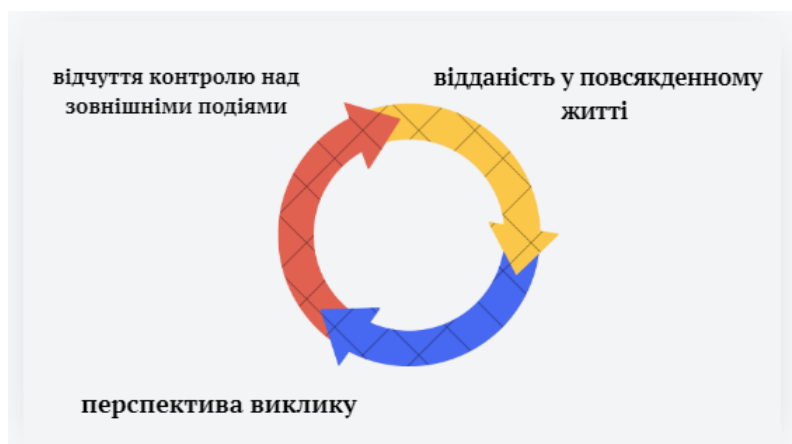 відчуття контролю над
зовнішніми подіями
відданість у повсякденному
житті
перспектива виклику